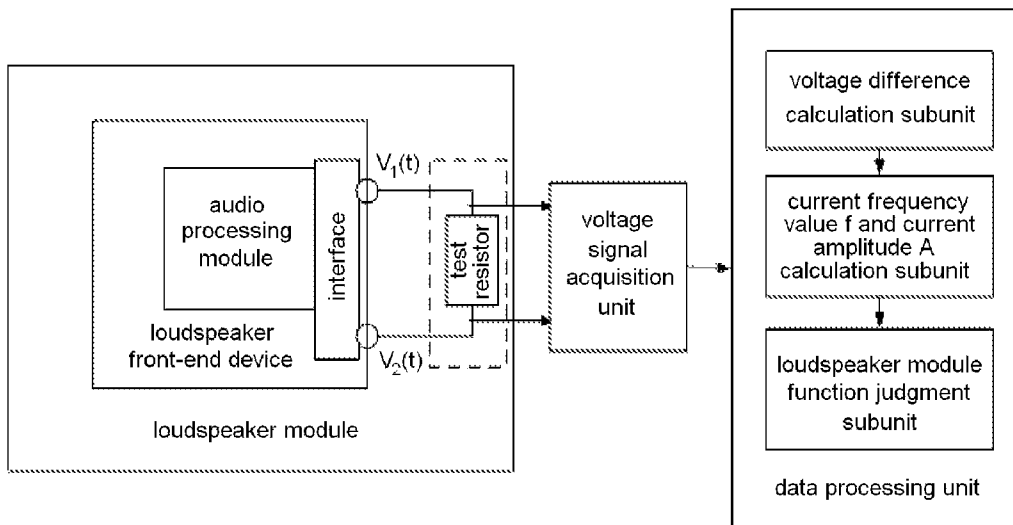 audio
processing
module
interface
loudspeaker
front-end device
loudspeaker module
V1(t)
test
resistor
V2(t)
voltage
signal
acquisition
unit
voltage difference
calculation subunit
current frequency
value f and current
amplitude A
calculation subunit
loudspeaker module
function judgment
subunit
data processing unit